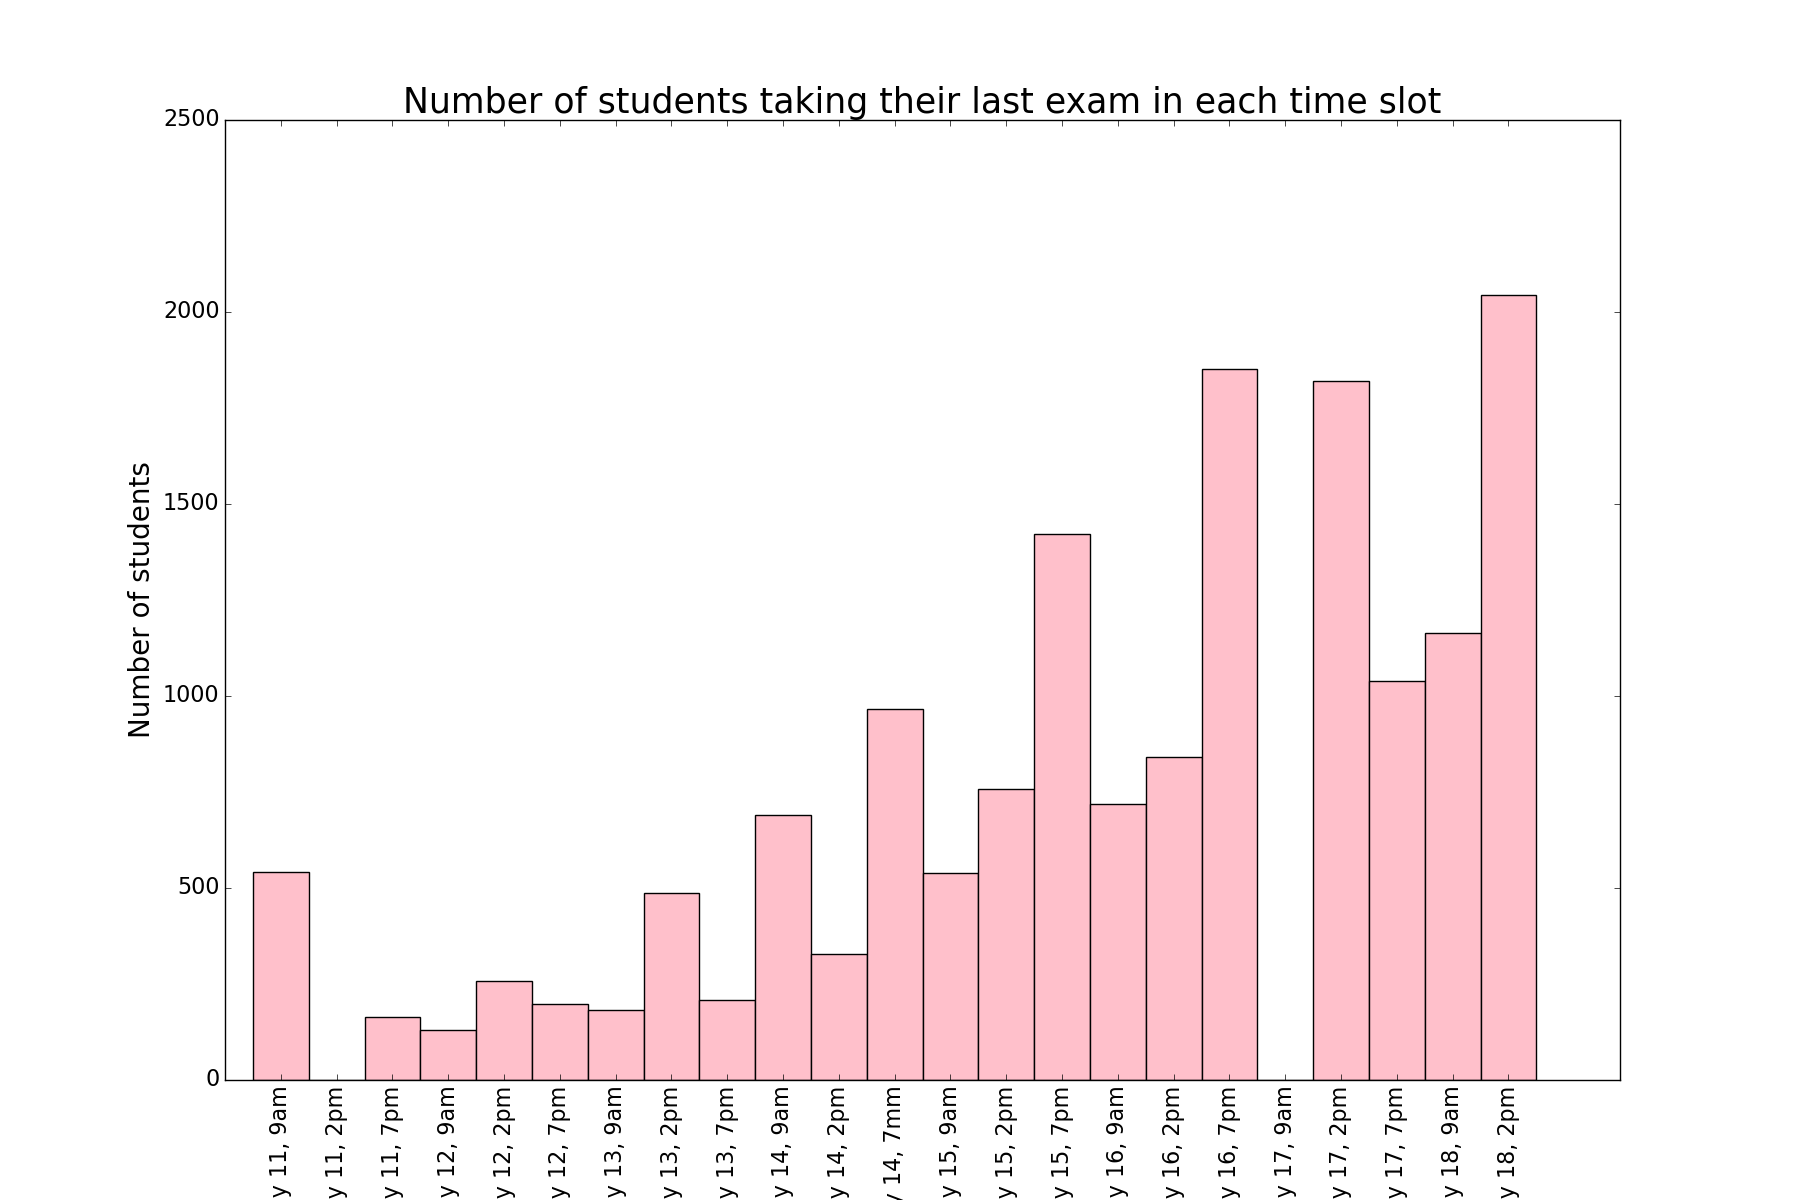 Number of students taking their last exam in each time slot
Number of students
2500
2000
1500
1000
500
0
y 11, 9am
y 11, 2pm
y 11, 7pm
y 12, 9am
y 12, 2pm
y 12, 7pm
y 13, 9am
y 13, 2pm
y 13, 7pm
y 14, 9am
y 14, 2pm
y 14, 7mm
y 15, 9am
y 15, 2pm
y 15, 7pm
y 16, 9am
y 16, 2pm
y 16, 7pm
y 17, 9am
y 17, 2pm
y 17, 7pm
y 18, 9am
y 18, 2pm